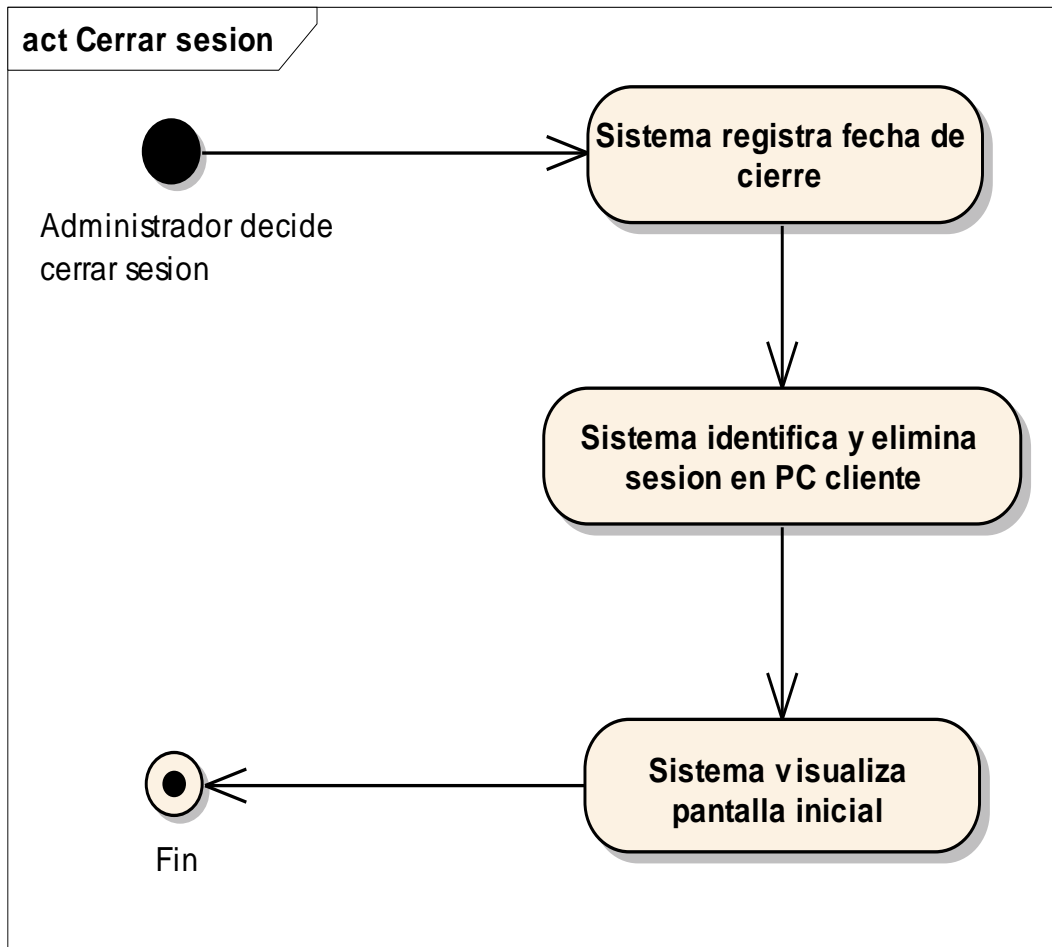 act Cerrar sesion
Sistema registra fecha de
cierre
Administrador decide
cerrar sesion
Sistema identifica y elimina
sesion en PC cliente
Sistema visualiza
pantalla inicial
Fin